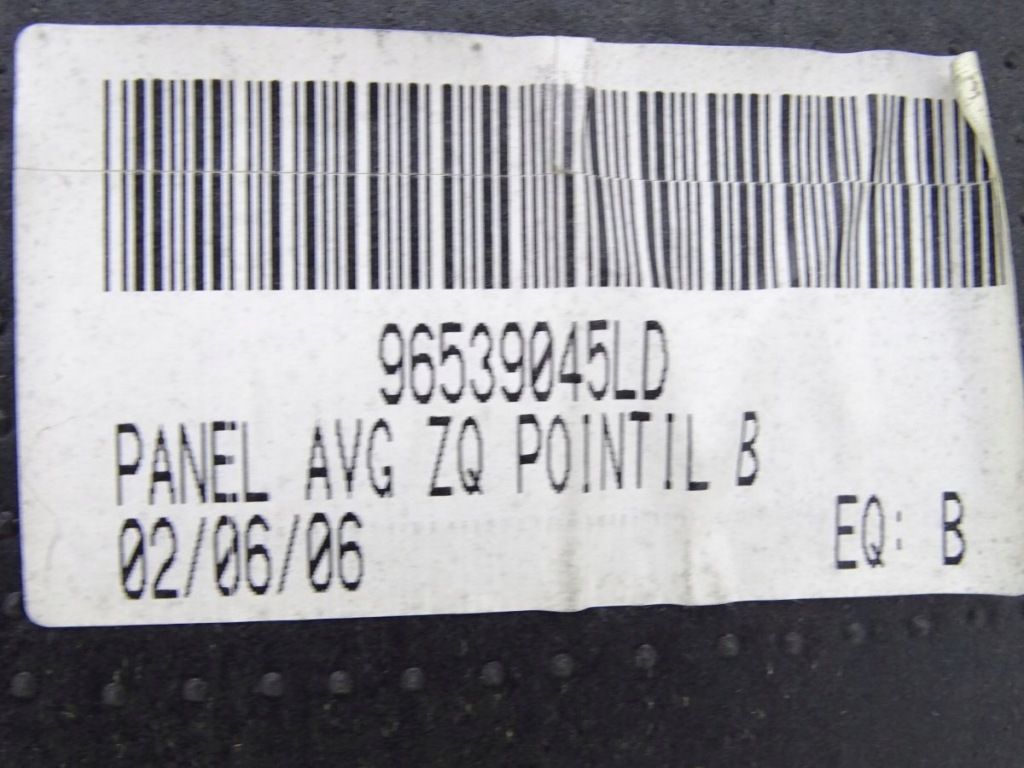 96539045LD
PANEL AVG ZQ POINTIL B
02/06/06 EQ: B